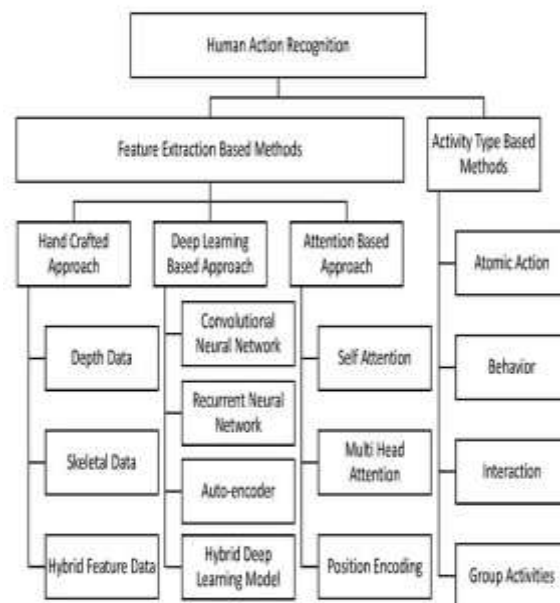 Human Action Recognition
Feature Extraction Based Methods
Activity Type Based
Methods
Hand Crafted
Approach
Deep Learning
Based Approach
Attention Based
Approach
Atomic Action
Convolutional
Neural Network
Depth Data
Self Attention
Behavior
Recurrent Neural
Network
Skeletal Data
Multi Head
Attention
Interaction
Auto-encoder
Hybrid Feature Data
Hybrid Deep
Learning Model
Position Encoding
Group Activities